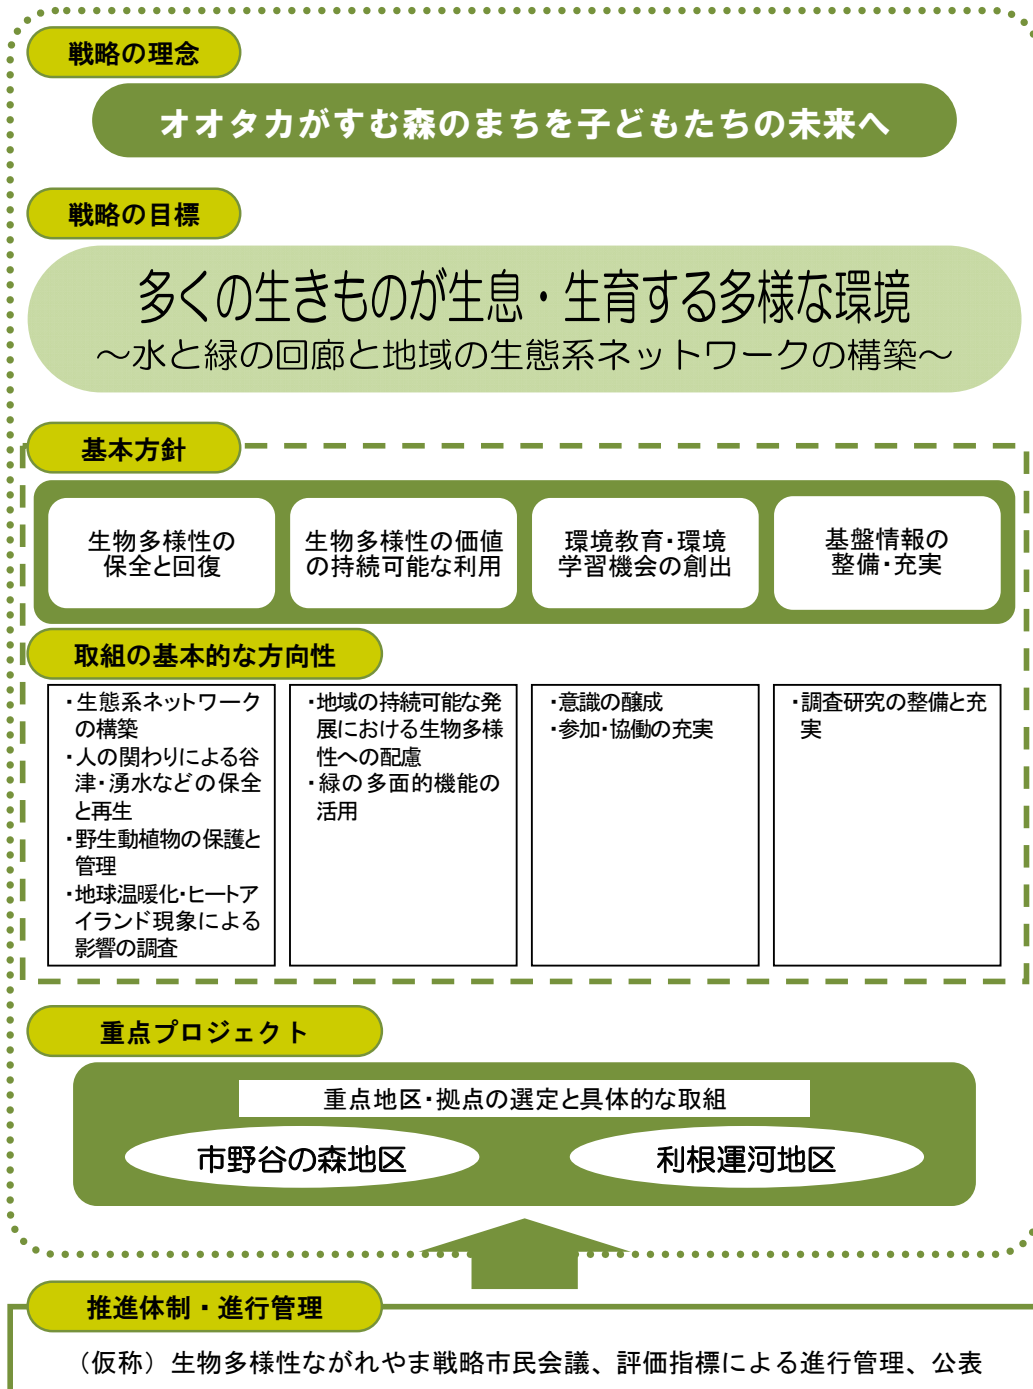 戦略の理念
オオタカがすむ森のまちを子どもたちの未来へ
戦略の目標
多くの生きものが生息・生育する多様な環境
～水と緑の回廊と地域の生態系ネットワークの構築～
基本方針
生物多様性の
保全と回復
生物多様性の価値
の持続可能な利用
環境教育・環境
学習機会の創出
基盤情報の
整備・充実
取組の基本的な方向性
・生態系ネットワーク
の構築
・人の関わりによる谷
津・湧水などの保全
と再生
・野生動植物の保護と
管理
・地球温暖化・ヒートア
イランド現象による
影響の調査
・地域の持続可能な発
展における生物多様
性への配慮
・緑の多面的機能の
活用
・意識の醸成
・参加・協働の充実
・調査研究の整備と充
実
重点プロジェクト
重点地区・拠点の選定と具体的な取組
市野谷の森地区
利根運河地区
推進体制・進行管理
（仮称）生物多様性ながれやま戦略市民会議、評価指標による進行管理、公表